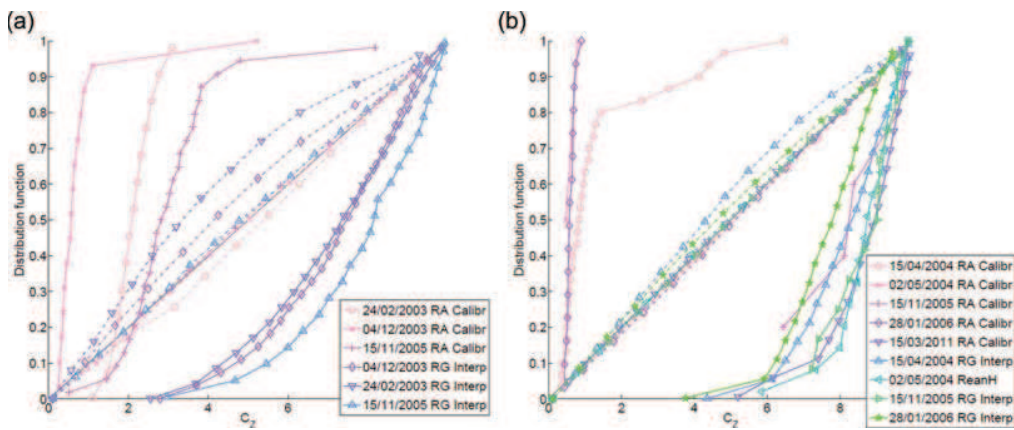 (a)
Distribution function
1
0.9
0.8
0.7
0.6
0.5
0.4
0.3
0.2
0.1
0
0 2 4 6 8
C_Z
24/02/2003 RA Calibr
04/12/2003 RA Calibr
15/11/2005 RA Calibr
04/12/2003 RG Interp
24/02/2003 RG Interp
15/11/2005 RG Interp
(b)
Distribution function
1
0.9
0.8
0.7
0.6
0.5
0.4
0.3
0.2
0.1
0
0 2 4 6 8
C_Z
15/04/2004 RA Calibr
02/05/2004 RA Calibr
15/11/2005 RA Calibr
28/01/2006 RA Calibr
15/03/2011 RA Calibr
15/04/2004 RG Interp
02/05/2004 ReanH
15/11/2005 RG Interp
28/01/2006 RG Interp